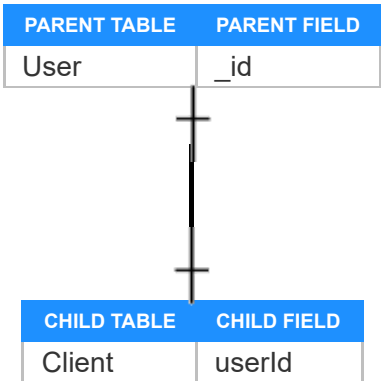 PARENT TABLE PARENT FIELD
User _id
CHILD TABLE CHILD FIELD
Client userId